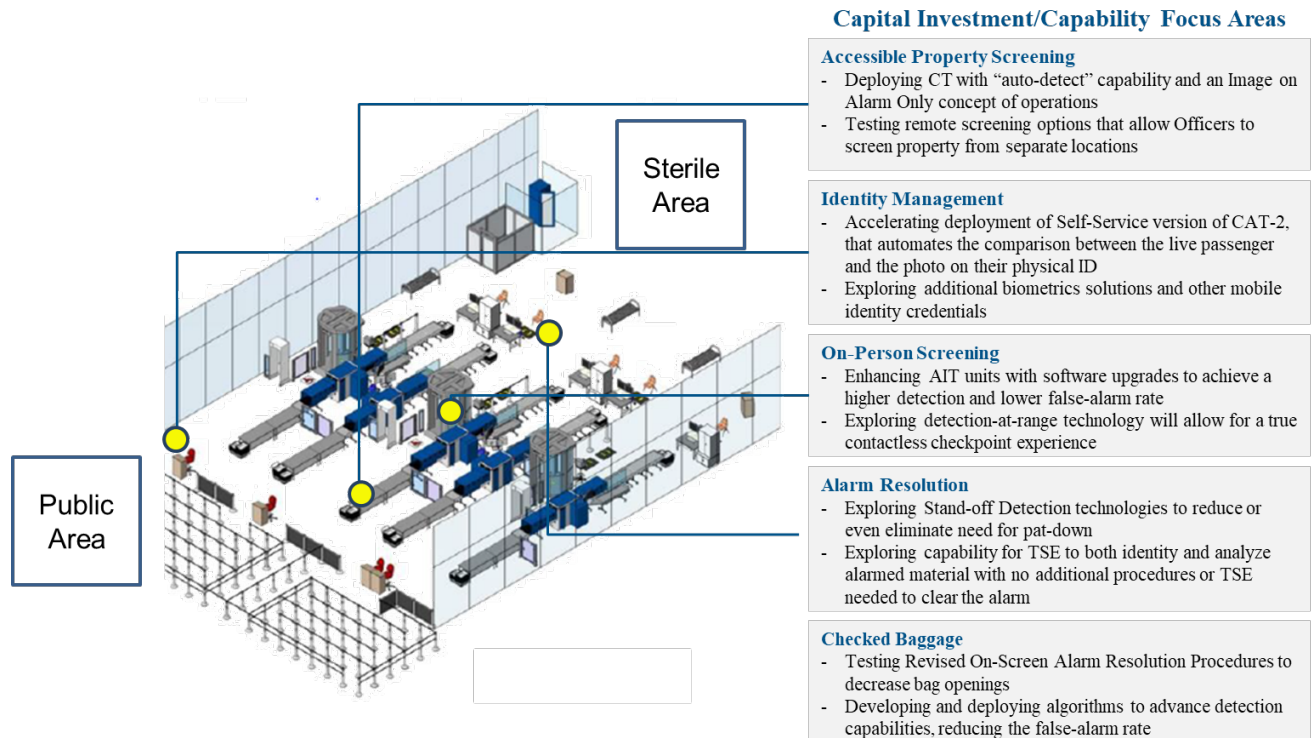 Capital Investment/Capability Focus Areas
Accessible Property Screening
- Deploying CT with “auto-detect” capability and an Image on
Alarm Only concept of operations
- Testing remote screening options that allow Officers to
screen property from separate locations
Sterile
Area
Identity Management
- Accelerating deployment of Self-Service version of CAT-2,
that automates the comparison between the live passenger
and the photo on their physical ID
- Exploring additional biometrics solutions and other mobile
identity credentials
On-Person Screening
- Enhancing AIT units with software upgrades to achieve a
higher detection and lower false-alarm rate
- Exploring detection-at-range technology will allow for a true
contactless checkpoint experience
Public
Area
Alarm Resolution
- Exploring Stand-off Detection technologies to reduce or
even eliminate need for pat-down
- Exploring capability for TSE to both identity and analyze
alarmed material with no additional procedures or TSE
needed to clear the alarm
Checked Baggage
- Testing Revised On-Screen Alarm Resolution Procedures to
decrease bag openings
- Developing and deploying algorithms to advance detection
capabilities, reducing the false-alarm rate